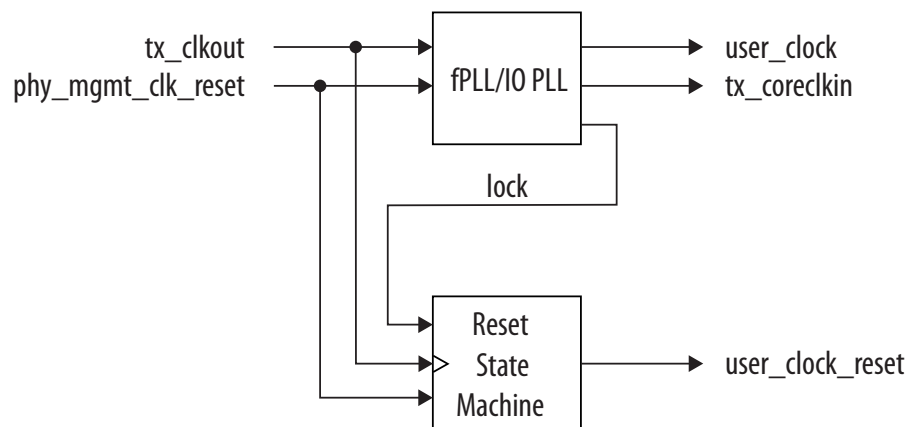 tx_clkout
phy_mgmt_clk_reset
fPLL/IO PLL
user_clock
tx_coreclkin
lock
Reset
State
Machine
user_clock_reset